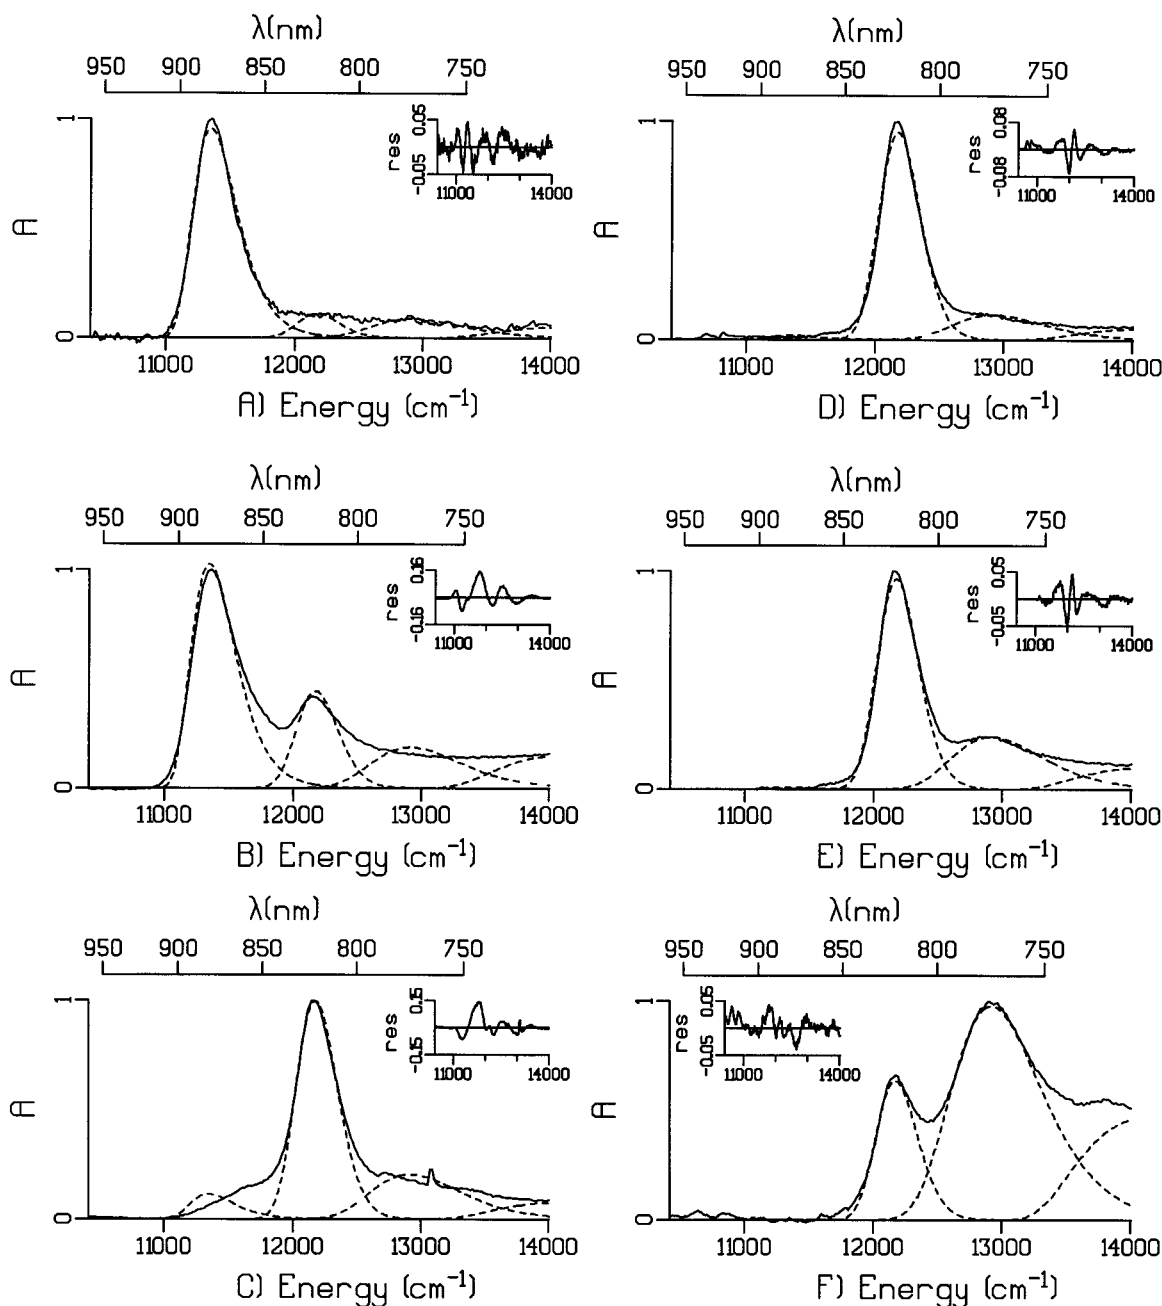 λ(nm)
950 900 850 800 750
1
A
0
res
0.05
-0.05
11000 14000
11000 12000 13000 14000
A) Energy (cm⁻¹)
λ(nm)
950 900 850 800 750
1
A
0
res
0.08
-0.08
11000 14000
11000 12000 13000 14000
D) Energy (cm⁻¹)
λ(nm)
950 900 850 800 750
1
A
0
res
0.16
-0.16
11000 14000
11000 12000 13000 14000
B) Energy (cm⁻¹)
λ(nm)
950 900 850 800 750
1
A
0
res
0.05
-0.05
11000 14000
11000 12000 13000 14000
E) Energy (cm⁻¹)
λ(nm)
950 900 850 800 750
1
A
0
res
0.15
-0.15
11000 14000
11000 12000 13000 14000
C) Energy (cm⁻¹)
λ(nm)
950 900 850 800 750
1
A
0
res
0.05
-0.05
11000 14000
11000 12000 13000 14000
F) Energy (cm⁻¹)